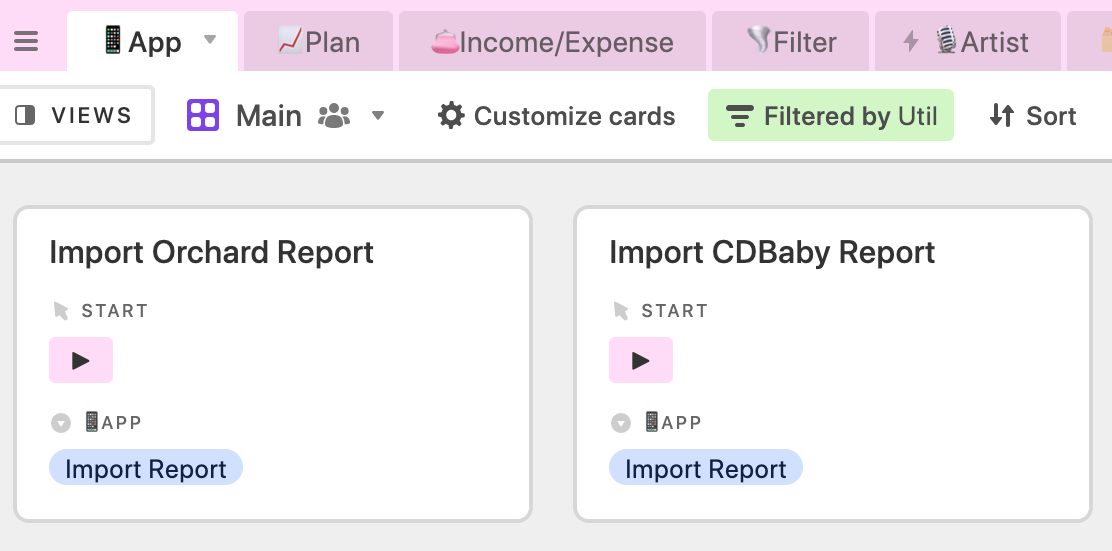 App Plan Income/Expense Filter Artist
VIEWS Main Customize cards Filtered by Util Sort
Import Orchard Report
START
APP
Import Report
Import CDBaby Report
START
APP
Import Report